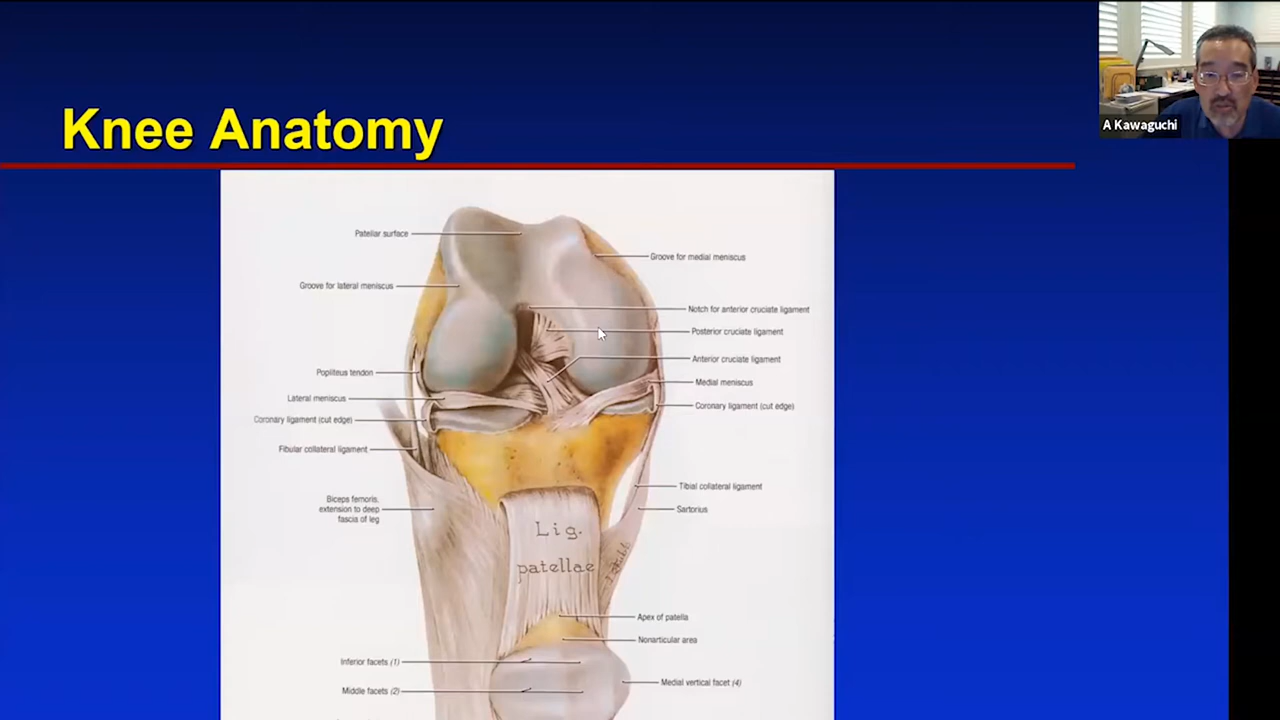 A Kawaguchi
Knee Anatomy
Patellar surface
Groove for medial meniscus
Groove for lateral meniscus
Notch for anterior cruciate ligament
Posterior cruciate ligament
Anterior cruciate ligament
Popliteus tendon
Medial meniscus
Lateral meniscus
Coronary ligament (cut edge)
Coronary ligament (cut edge)
Fibular collateral ligament
Tibial collateral ligament
Biceps femoris,
extension to deep
fascia of leg
Sartorius
Lig.
patellae
Apex of patella
Nonarticular area
Inferior facets (1)
Medial vertical facet (4)
Middle facets (2)